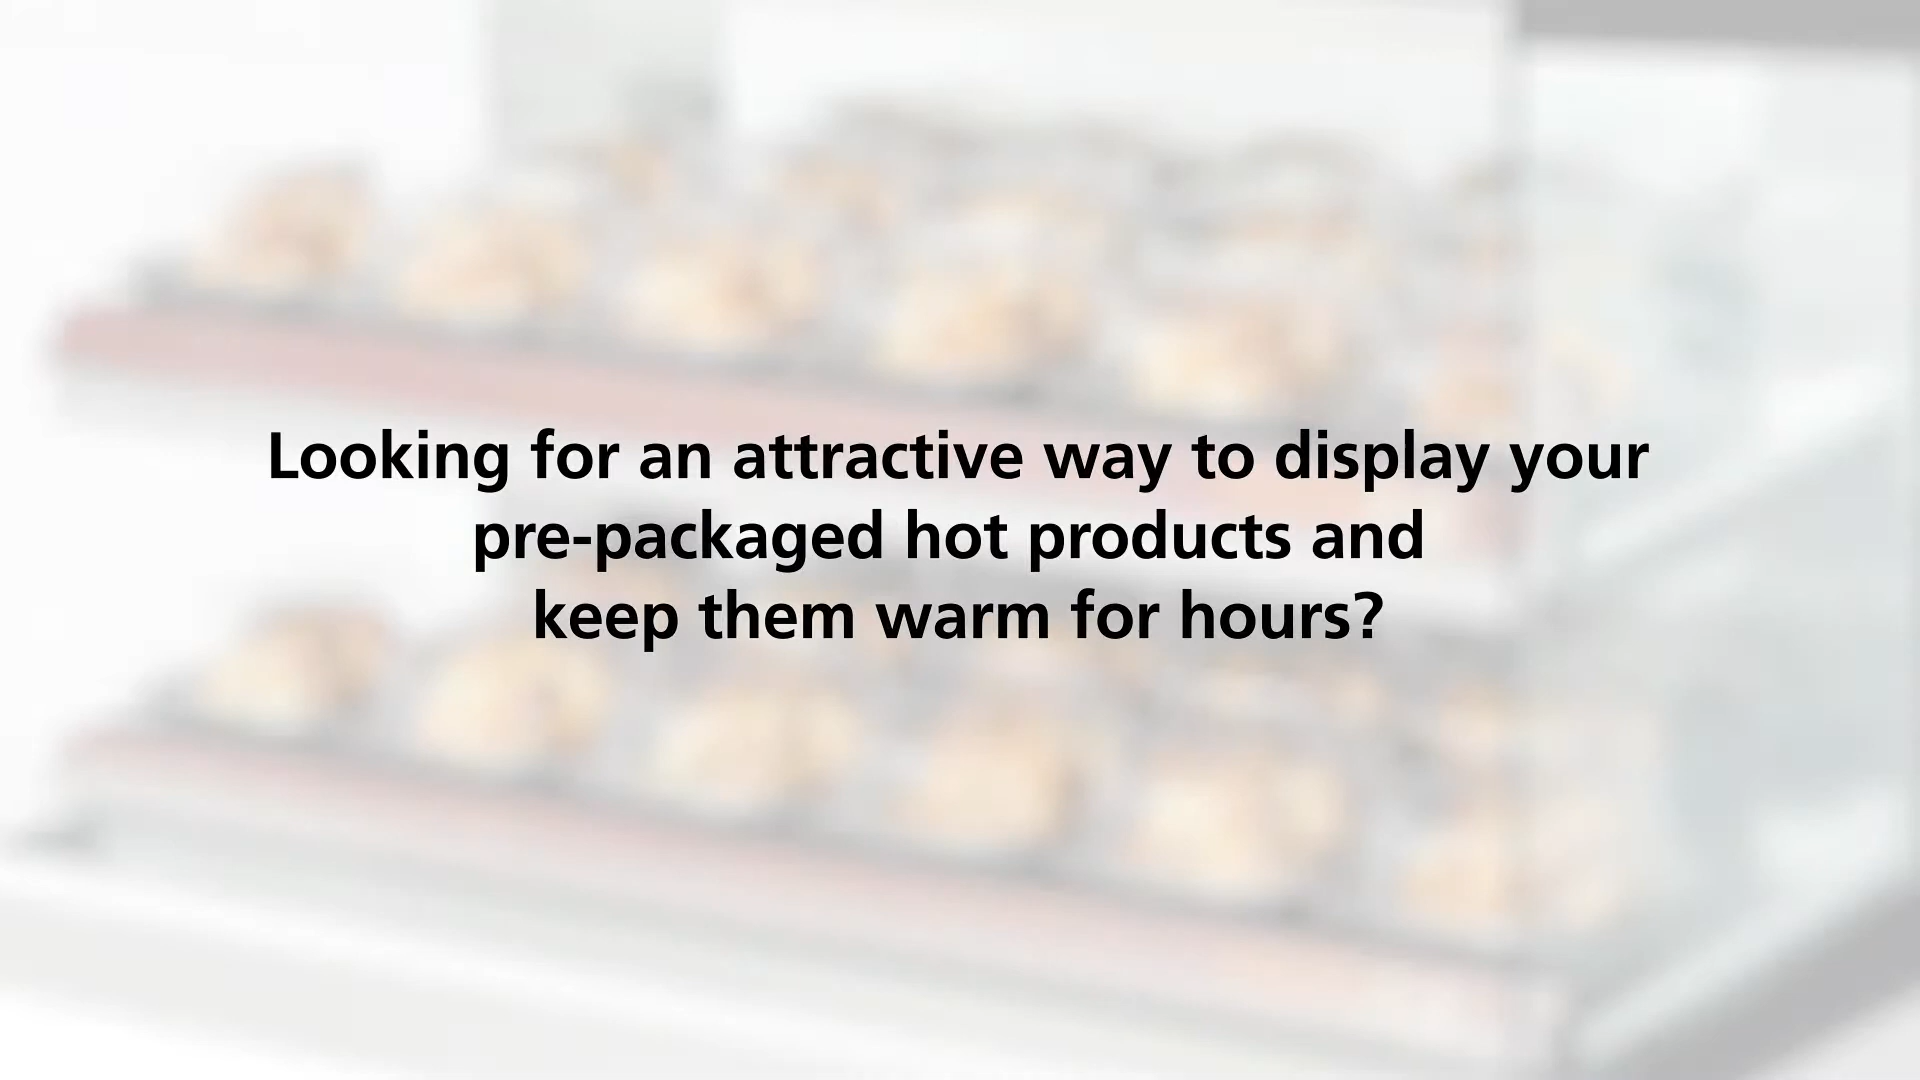 Looking for an attractive way to display your
pre-packaged hot products and
keep them warm for hours?